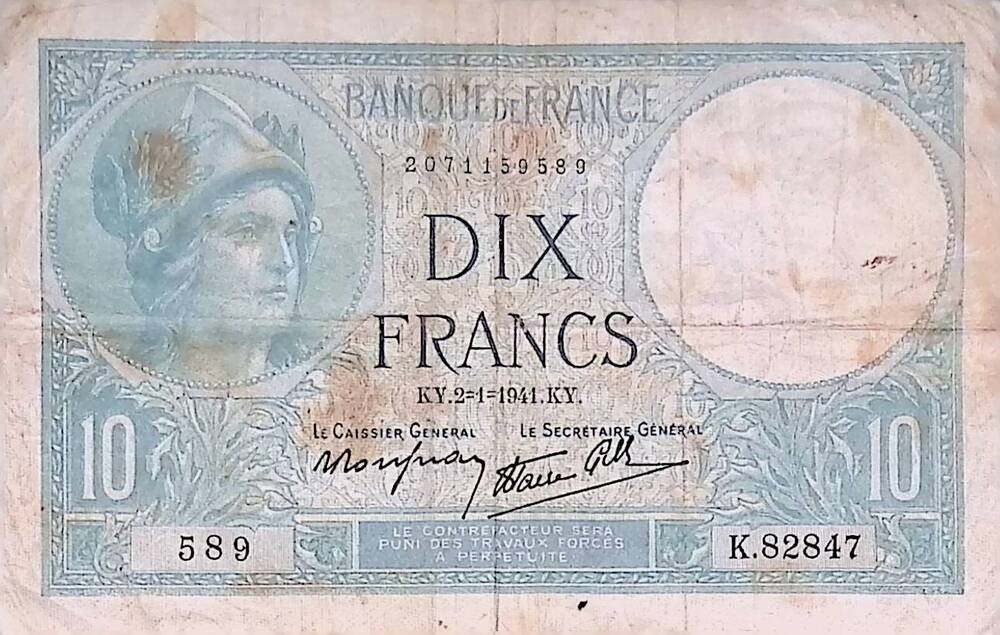 BANQUE DE FRANCE
2071159589
DIX
FRANCS
KY.2=1=1941.KY.
LE CAISSIER GÉNÉRAL LE SECRÉTAIRE GÉNÉRAL
10 10
LE CONTREFACTEUR SERA
PUNI DES TRAVAUX FORCÉS
À PERPÉTUITÉ
589 K.82847